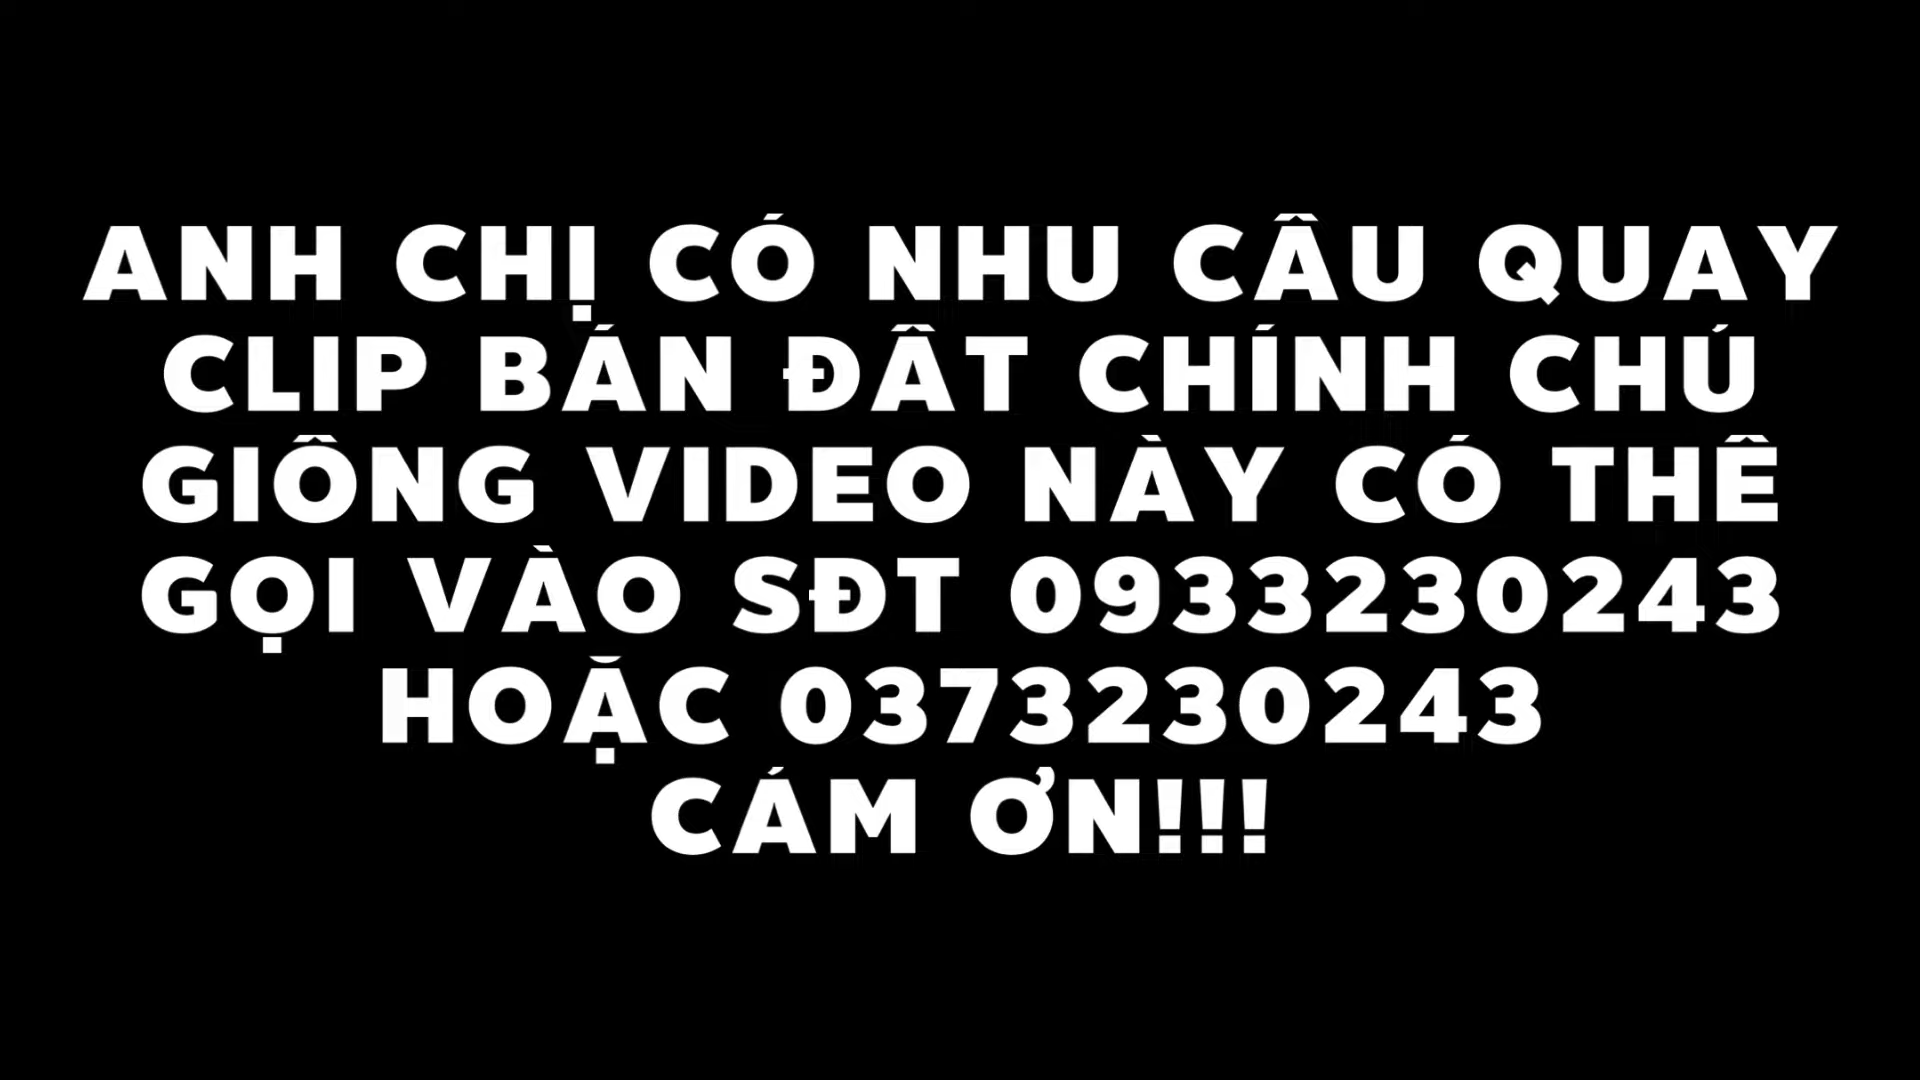 ANH CHỊ CÓ NHU CẦU QUAY
CLIP BÁN ĐẤT CHÍNH CHỦ
GIỐNG VIDEO NÀY CÓ THỂ
GỌI VÀO SĐT 0933230243
HOẶC 0373230243
CÁM ƠN!!!